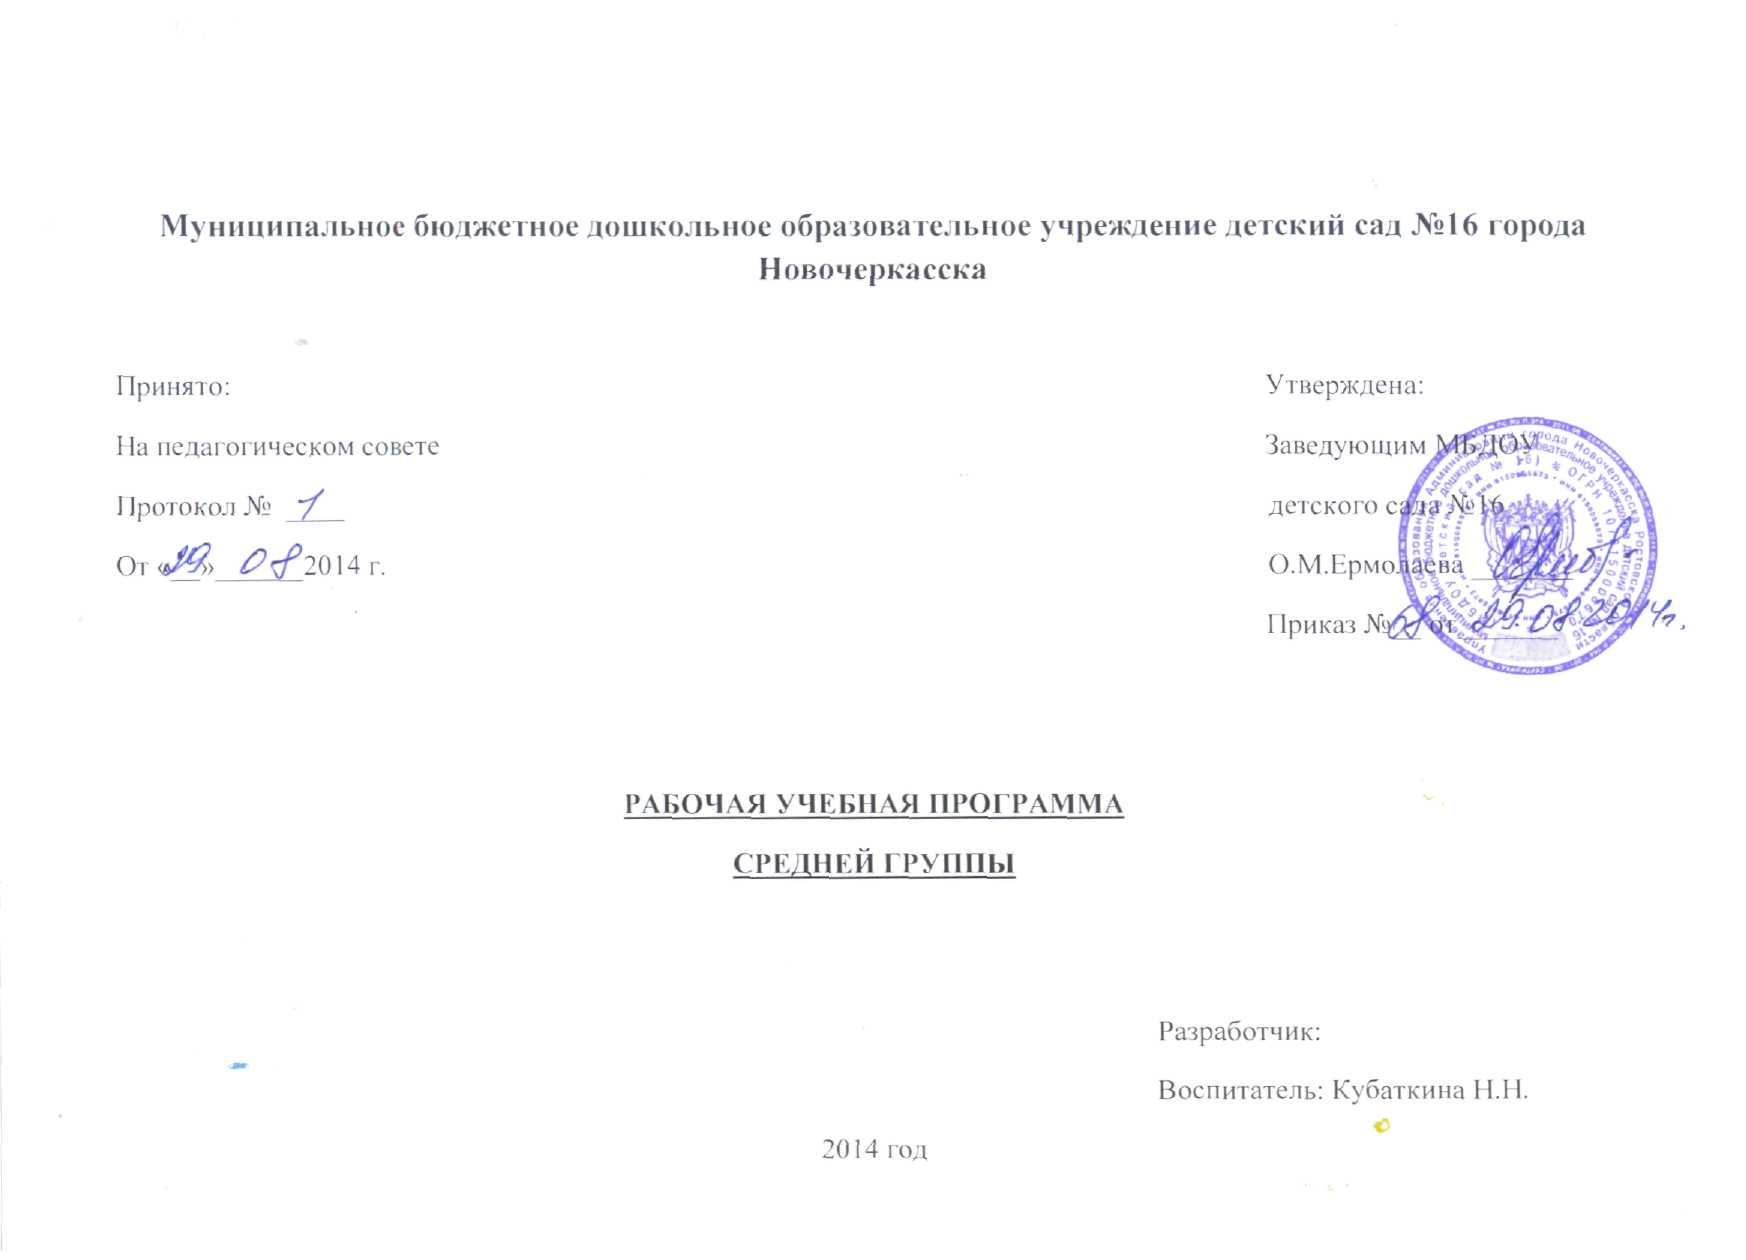 Муниципальное бюджетное дошкольное образовательное учреждение детский сад №16 города
Новочеркасска
Принято:
Утверждена:
На педагогическом совете
Заведующим МБДОУ
Протокол № 1
детского сада №16
От «29» 08 2014 г.
О.М.Ермолаева
Приказ № 68 от 29.08.2014г.
РАБОЧАЯ УЧЕБНАЯ ПРОГРАММА
СРЕДНЕЙ ГРУППЫ
Разработчик:
Воспитатель: Кубаткина Н.Н.
2014 год